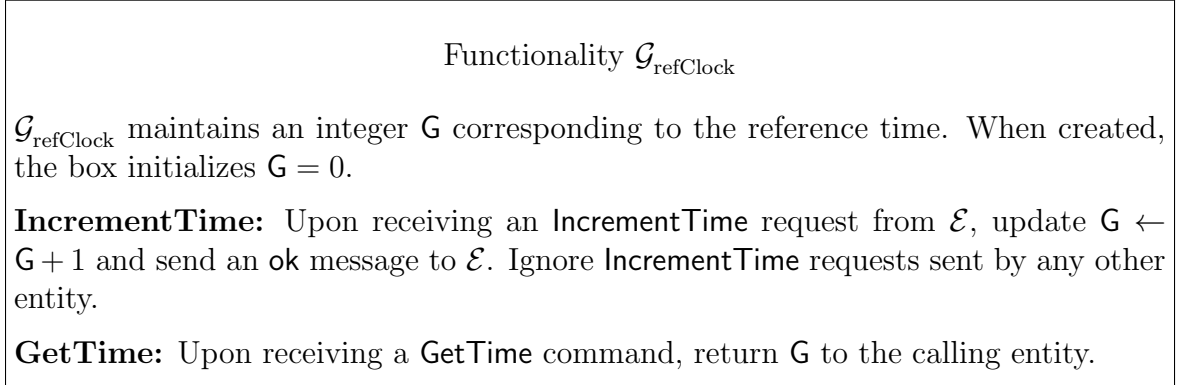 Functionality 𝒢refClock
𝒢refClock maintains an integer G corresponding to the reference time. When created,
the box initializes G = 0.
IncrementTime: Upon receiving an IncrementTime request from ℰ, update G ←
G + 1 and send an ok message to ℰ. Ignore IncrementTime requests sent by any other
entity.
GetTime: Upon receiving a GetTime command, return G to the calling entity.